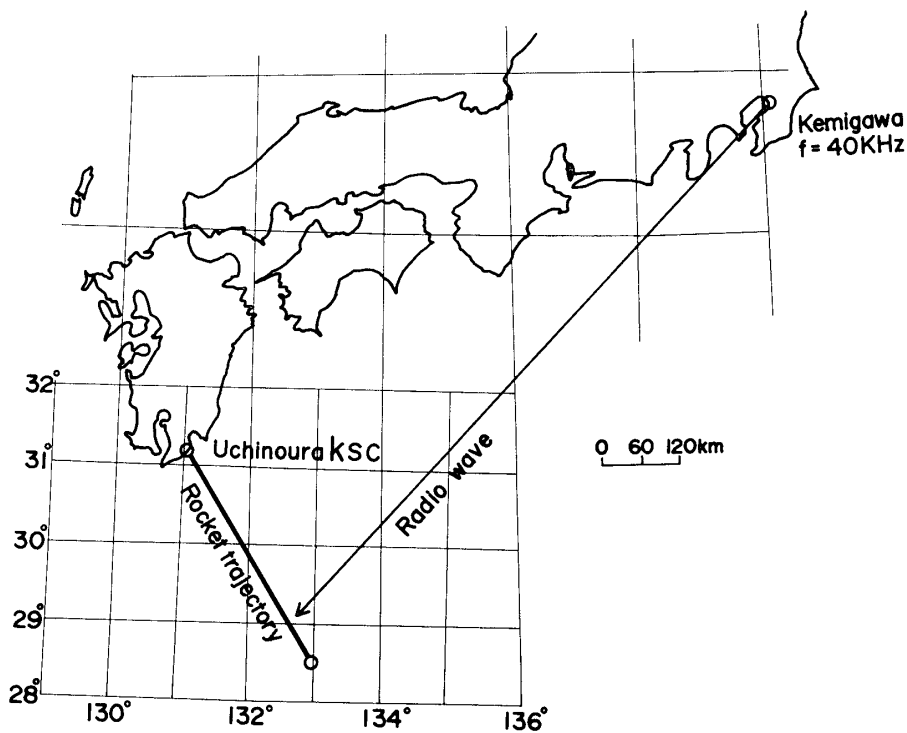 Kemigawa
f = 40KHz
32°
Uchinoura KSC
31°
0 60 120km
Radio wave
Rocket trajectory
30°
29°
28°
130° 132° 134° 136°